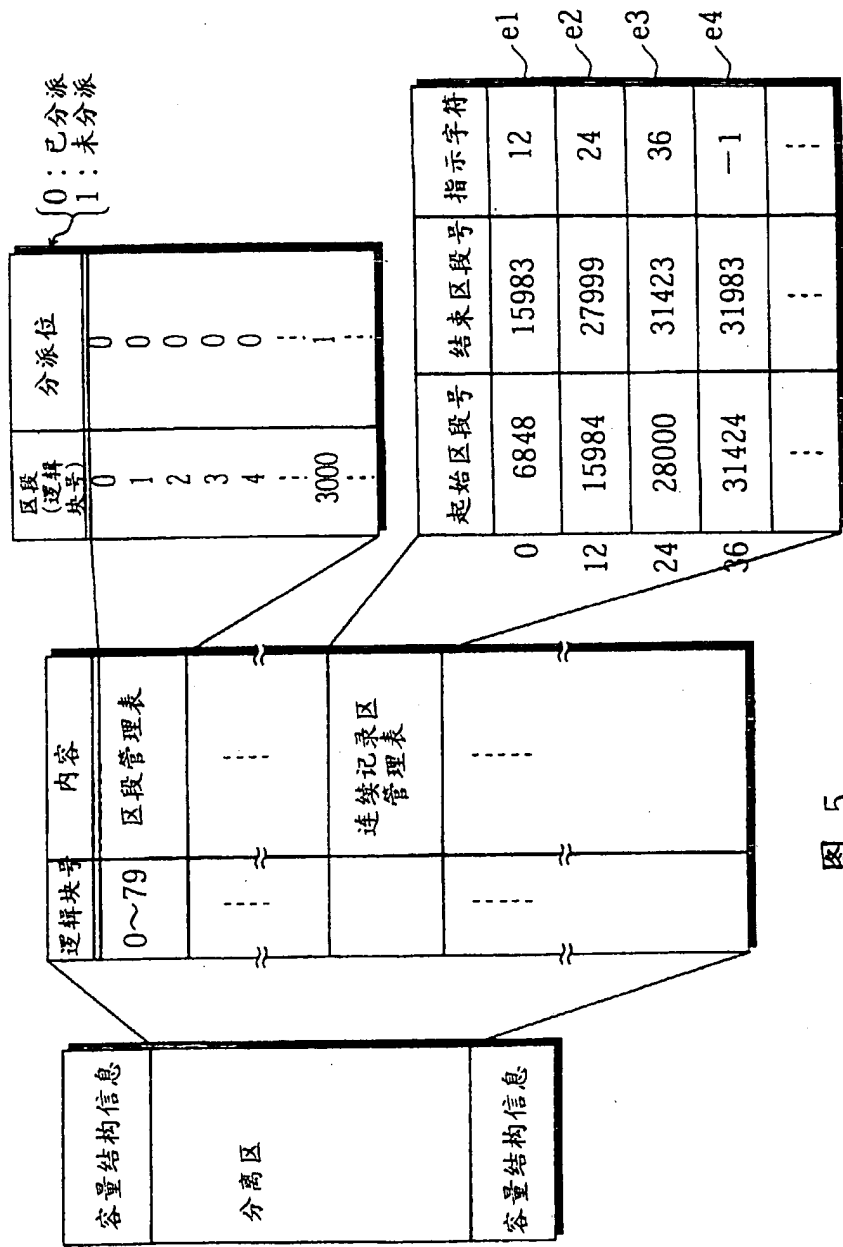 容量结构信息
分离区
容量结构信息
逻辑块号 内容
0～79 区段管理表
连续记录区
管理表
区段
(逻辑
块号) 分派位
0 0
1 0
2 0
3 0
4 0
3000 1
0：已分派
1：未分派
起始区段号 结束区段号 指示字符
0 6848 15983 12 e1
12 15984 27999 24 e2
24 28000 31423 36 e3
36 31424 31983 －1 e4
图 5